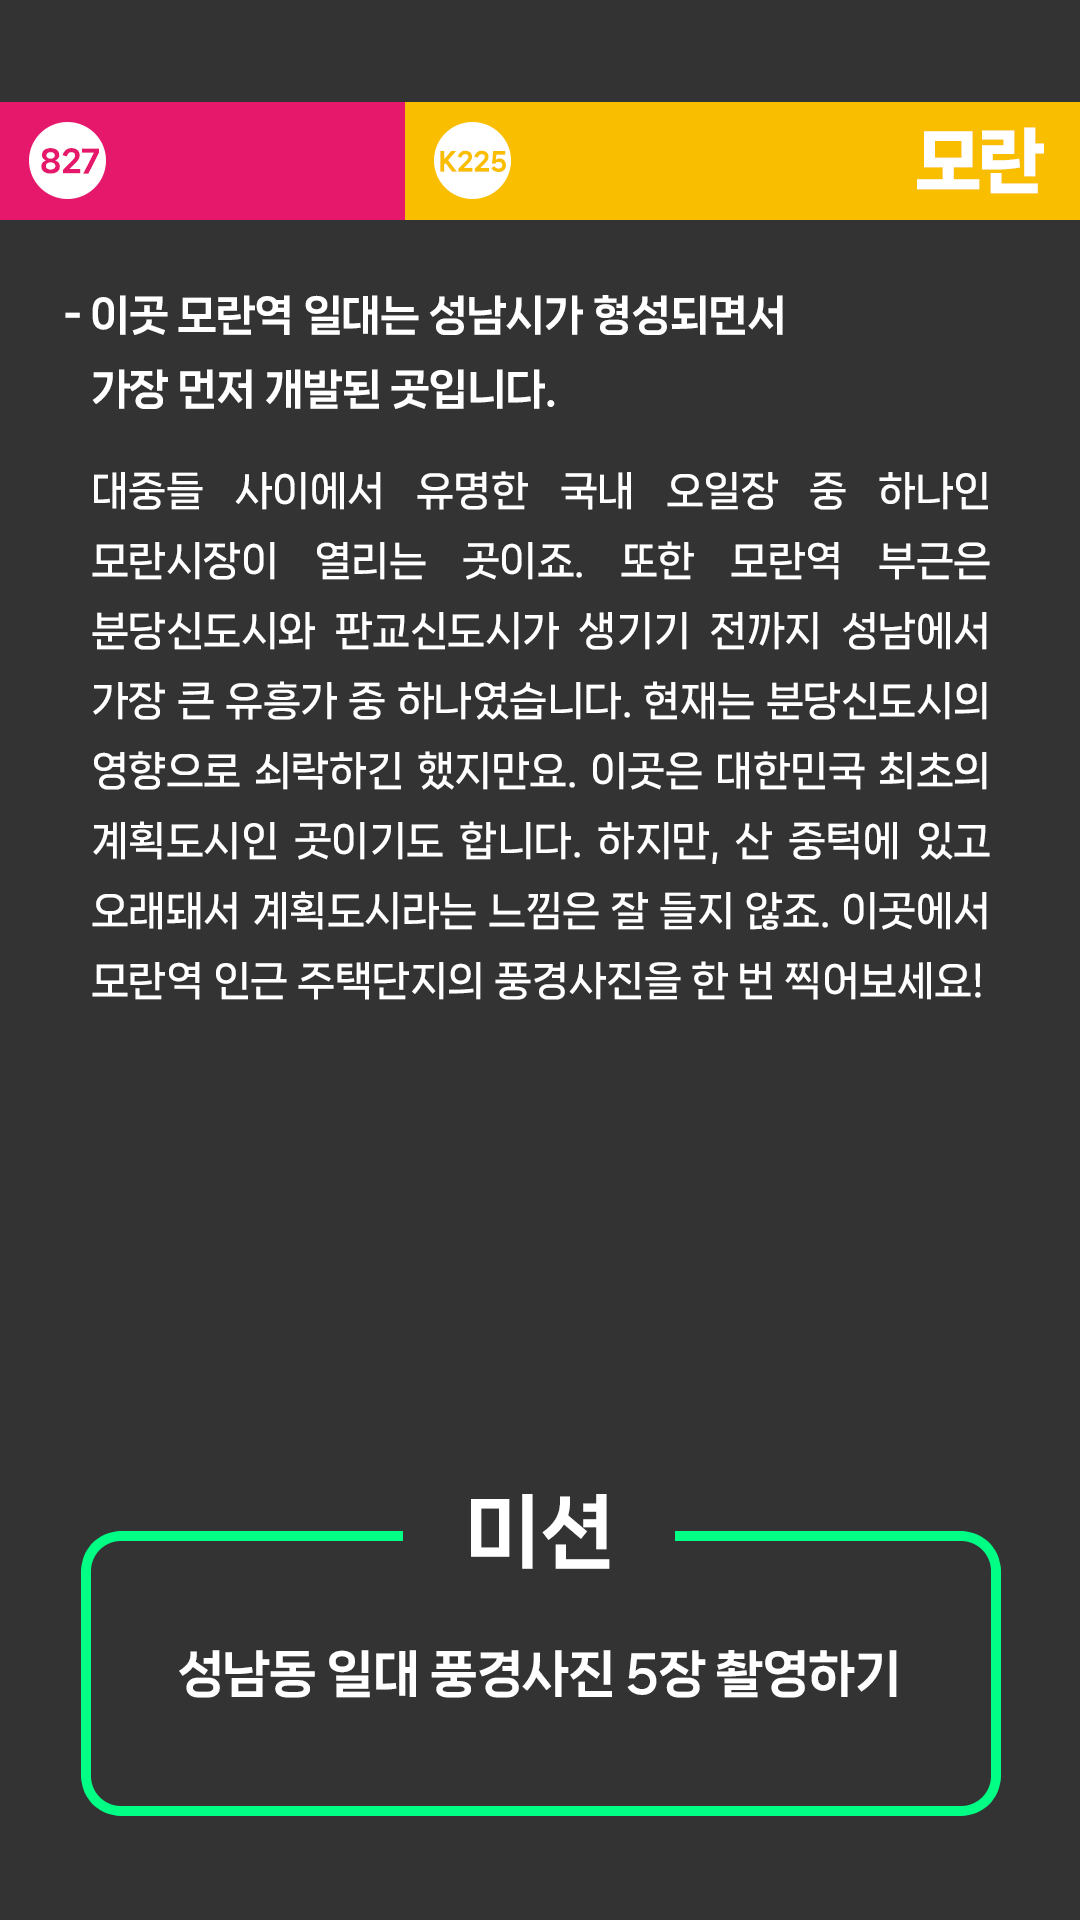 827
K225
모란
- 이곳 모란역 일대는 성남시가 형성되면서
가장 먼저 개발된 곳입니다.
대중들 사이에서 유명한 국내 오일장 중 하나인
모란시장이 열리는 곳이죠. 또한 모란역 부근은
분당신도시와 판교신도시가 생기기 전까지 성남에서
가장 큰 유흥가 중 하나였습니다. 현재는 분당신도시의
영향으로 쇠락하긴 했지만요. 이곳은 대한민국 최초의
계획도시인 곳이기도 합니다. 하지만, 산 중턱에 있고
오래돼서 계획도시라는 느낌은 잘 들지 않죠. 이곳에서
모란역 인근 주택단지의 풍경사진을 한 번 찍어보세요!
미션
성남동 일대 풍경사진 5장 촬영하기